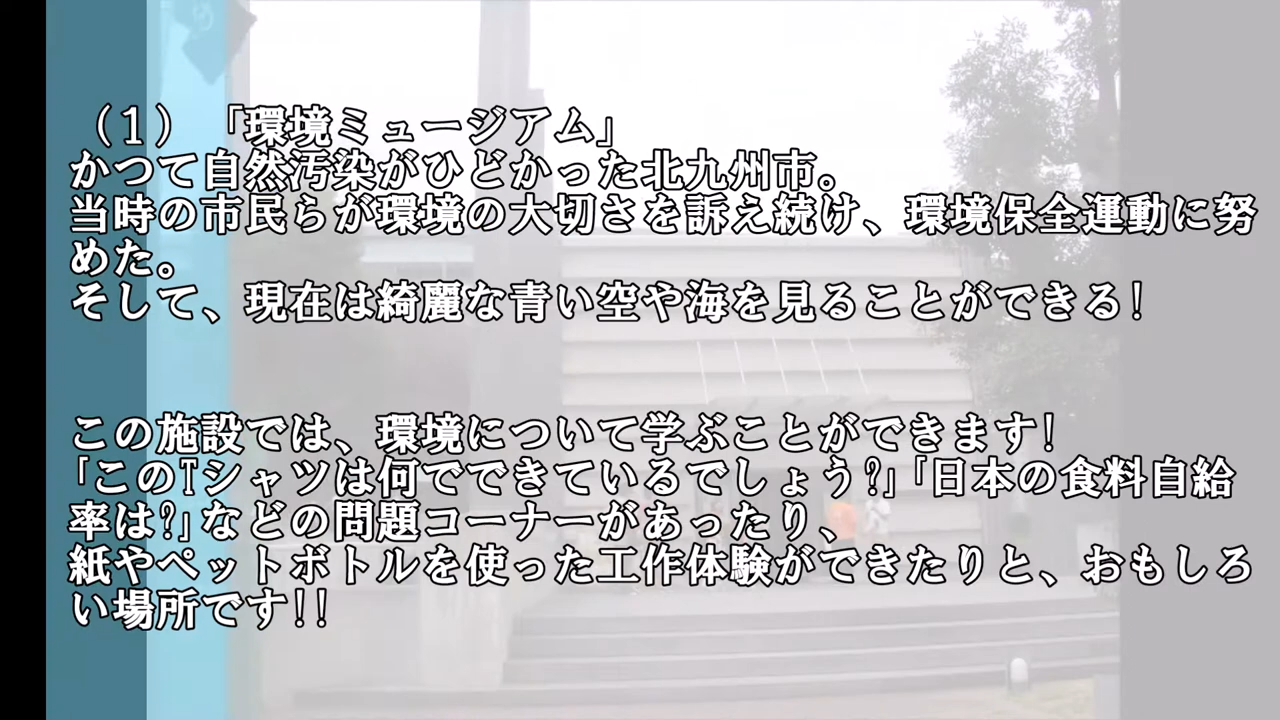 （１）「環境ミュージアム」
かつて自然汚染がひどかった北九州市。
当時の市民らが環境の大切さを訴え続け、環境保全運動に努
めた。
そして、現在は綺麗な青い空や海を見ることができる!
この施設では、環境について学ぶことができます!
「このTシャツは何でできているでしょう?」「日本の食料自給
率は?」などの問題コーナーがあったり、
紙やペットボトルを使った工作体験ができたりと、おもしろ
い場所です!!